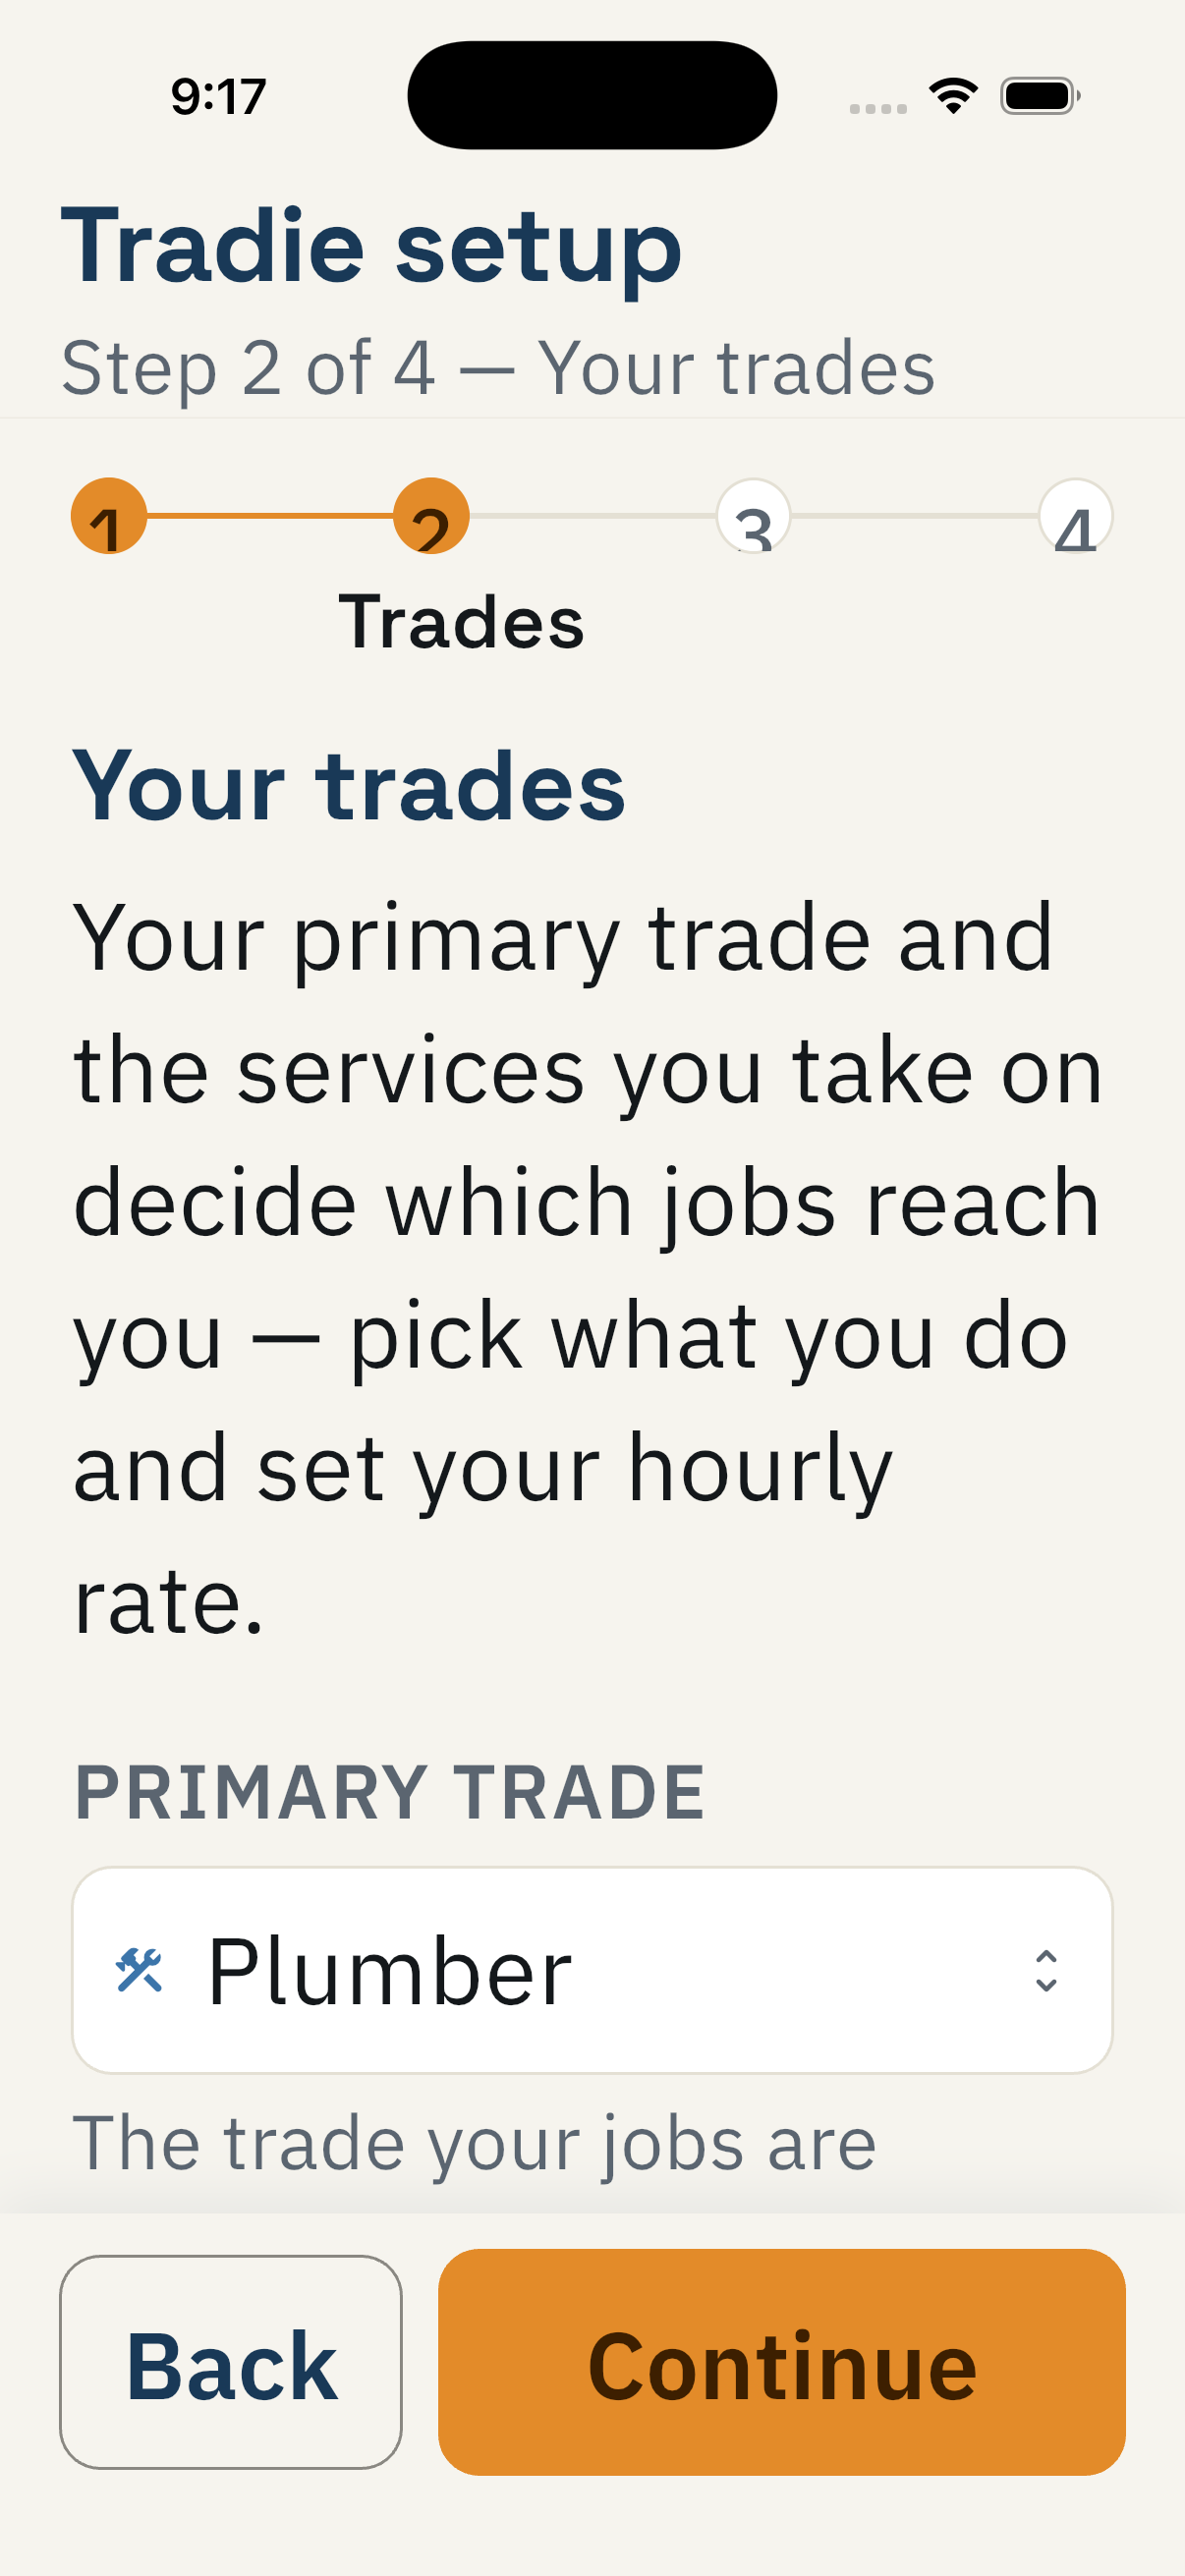 9:17
Tradie setup
Step 2 of 4 — Your trades
1 2 3 4
Trades
Your trades
Your primary trade and
the services you take on
decide which jobs reach
you — pick what you do
and set your hourly
rate.
PRIMARY TRADE
Plumber
The trade your jobs are
Back Continue